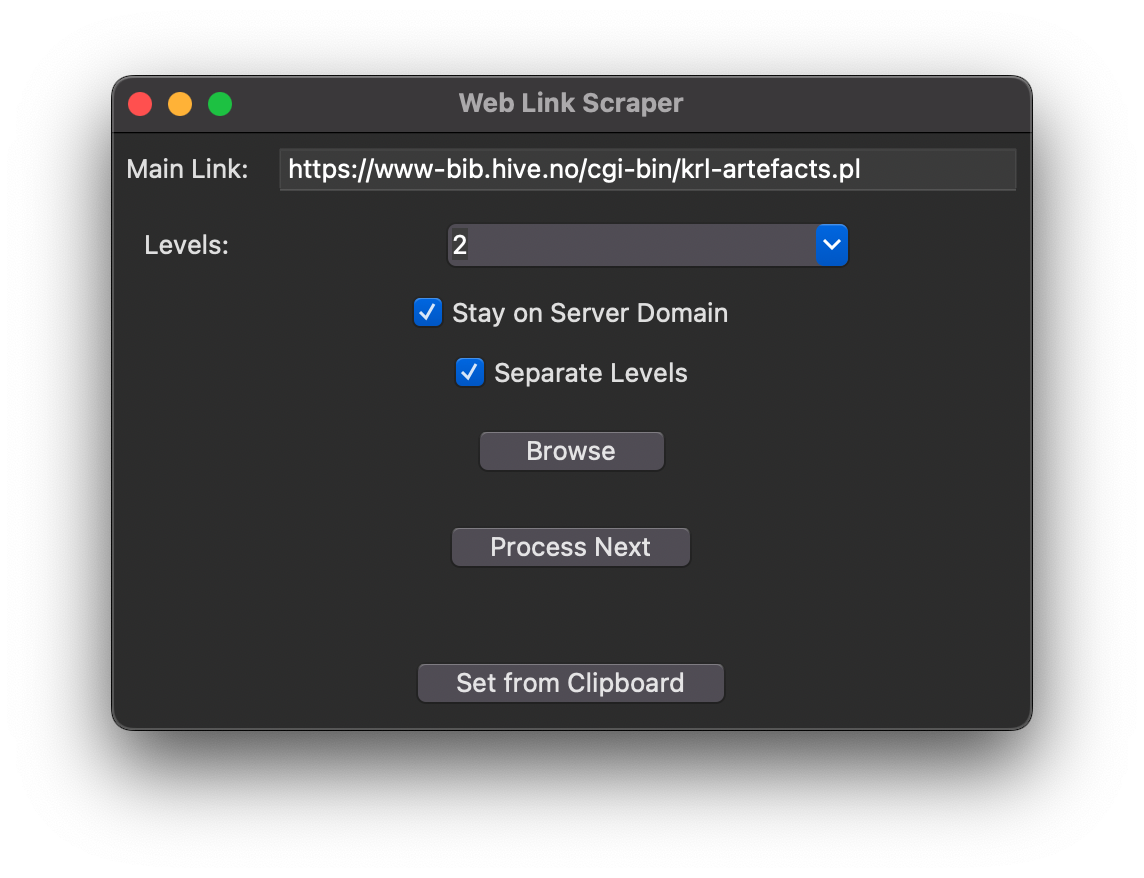 Web Link Scraper
Main Link: https://www-bib.hive.no/cgi-bin/krl-artefacts.pl
Levels: 2
Stay on Server Domain
Separate Levels
Browse
Process Next
Set from Clipboard